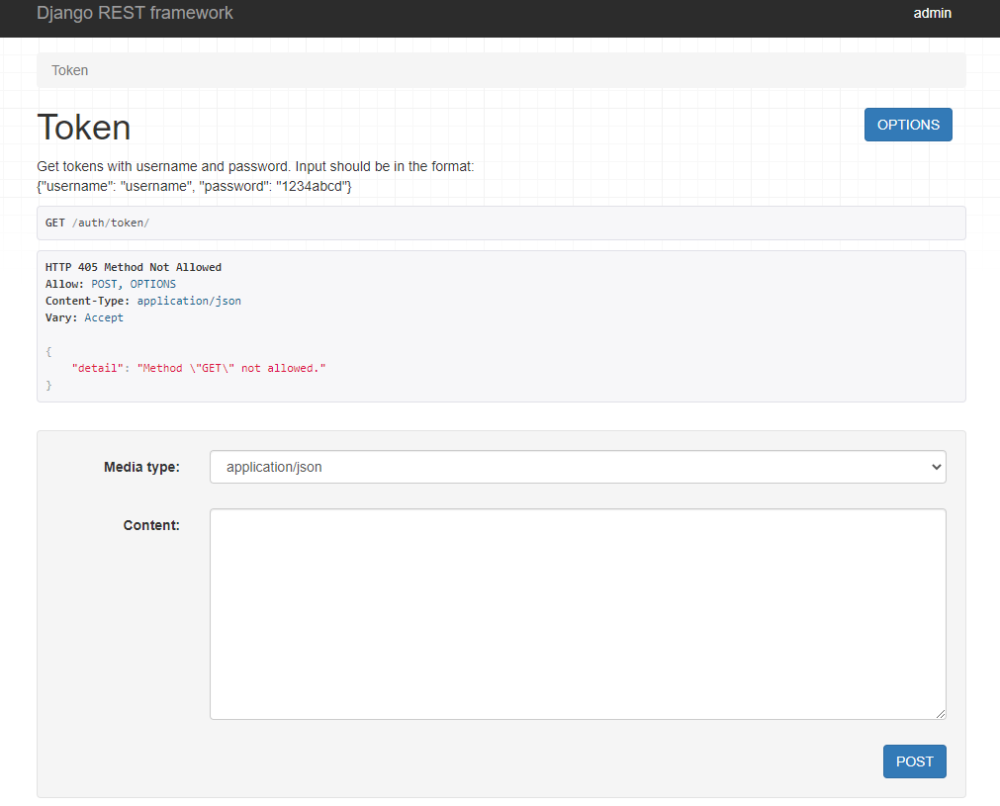 Django REST framework
admin
Token
Token
OPTIONS
Get tokens with username and password. Input should be in the format:
{"username": "username", "password": "1234abcd"}
GET /auth/token/
HTTP 405 Method Not Allowed
Allow: POST, OPTIONS
Content-Type: application/json
Vary: Accept
{
"detail": "Method \"GET\" not allowed."
}
Media type:
application/json
Content:
POST